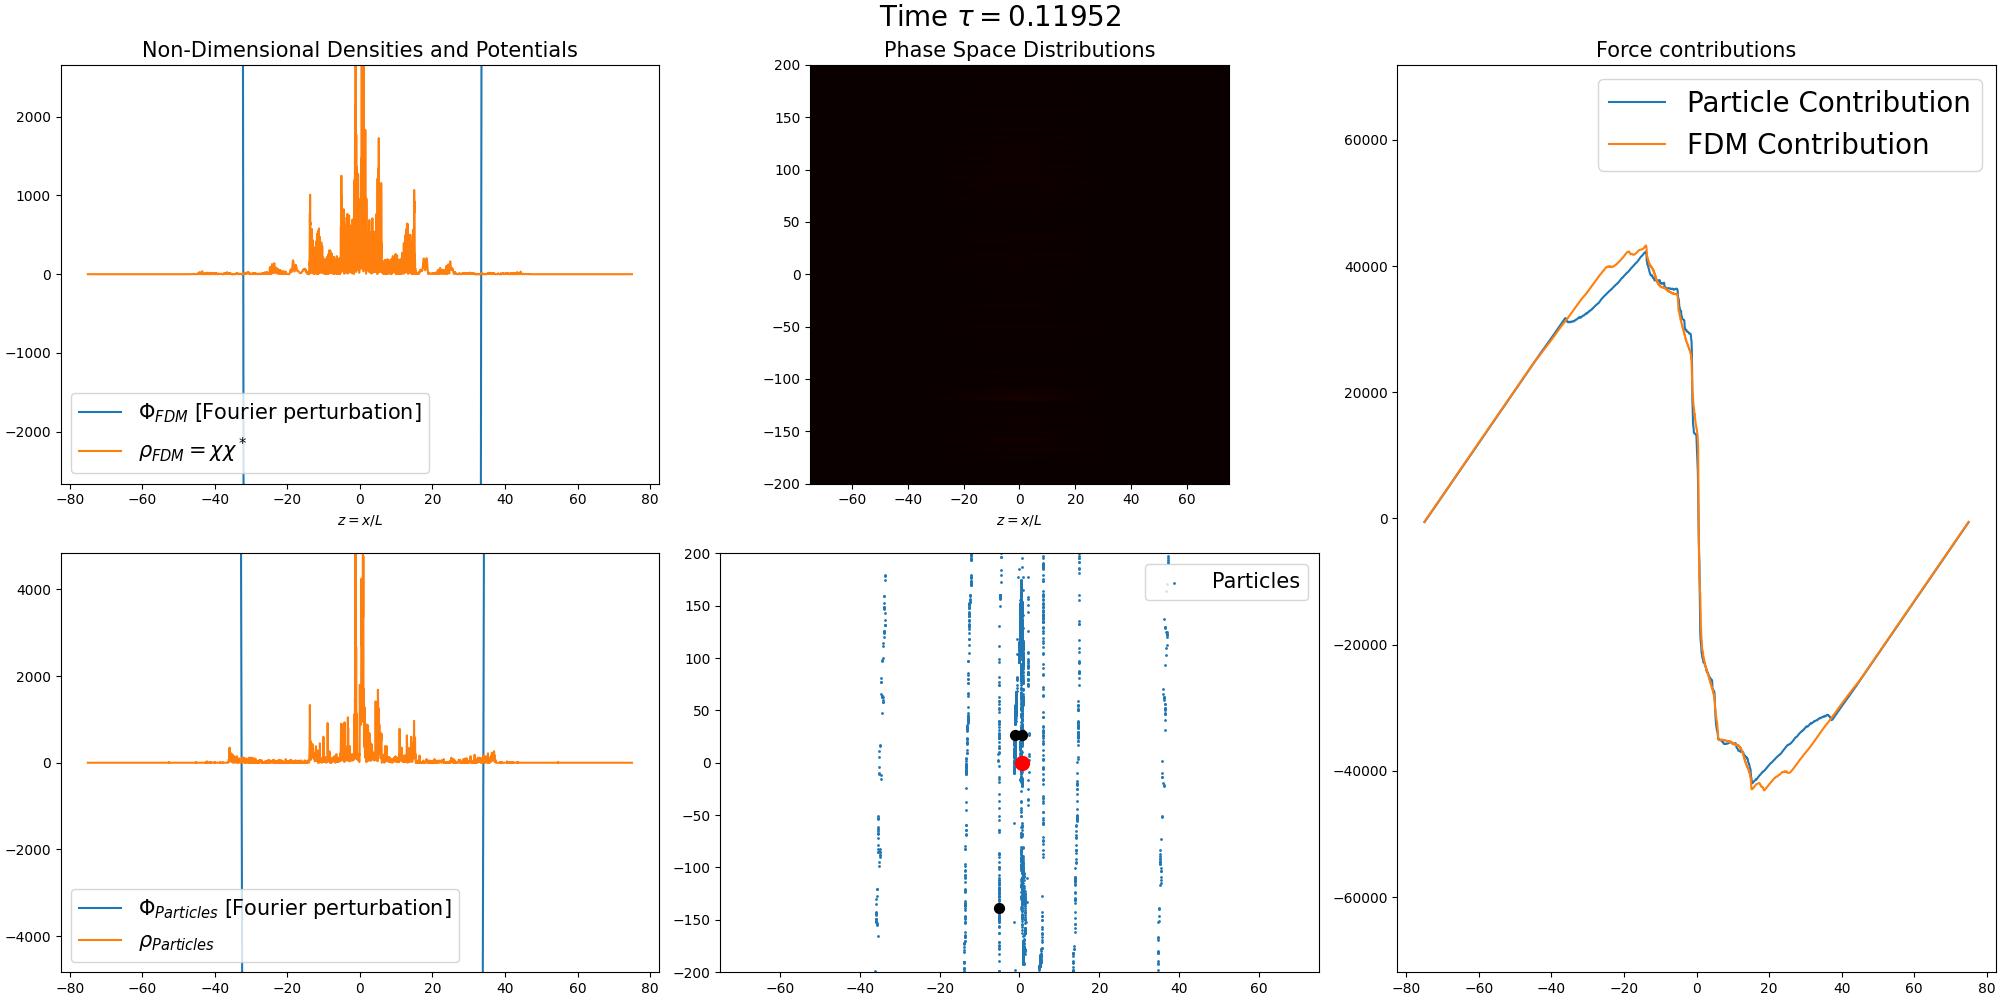 Time τ = 0.11952
Non-Dimensional Densities and Potentials
2000
1000
0
−1000
−2000
Φ_FDM [Fourier perturbation]
ρ_FDM = χχ*
−80 −60 −40 −20 0 20 40 60 80
z = x/L
Phase Space Distributions
200
150
100
50
0
−50
−100
−150
−200
−60 −40 −20 0 20 40 60
z = x/L
Force contributions
Particle Contribution
FDM Contribution
60000
40000
20000
0
−20000
−40000
−60000
−80 −60 −40 −20 0 20 40 60 80
4000
2000
0
−2000
−4000
Φ_Particles [Fourier perturbation]
ρ_Particles
−80 −60 −40 −20 0 20 40 60 80
Particles
200
150
100
50
0
−50
−100
−150
−200
−60 −40 −20 0 20 40 60